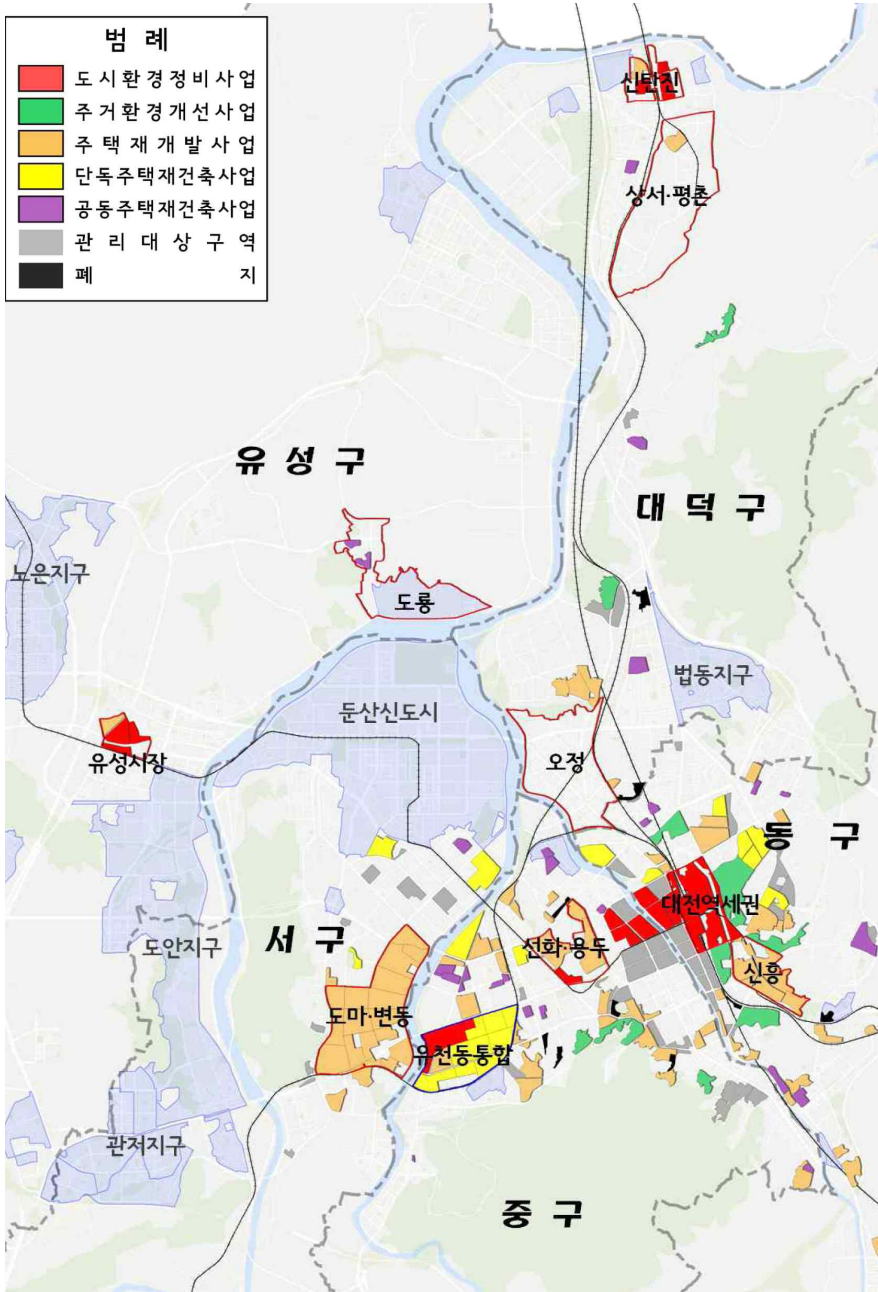 범 례
도시환경정비사업
주거환경개선사업
주택재개발사업
단독주택재건축사업
공동주택재건축사업
관리대상구역
폐 지
신탄진
상서·평촌
유성구
대덕구
노은지구
도룡
법동지구
둔산신도시
오정
유성시장
동구
대전역세권
도안지구
서구
선화·용두
신흥
도마·변동
유천동통합
관저지구
중구